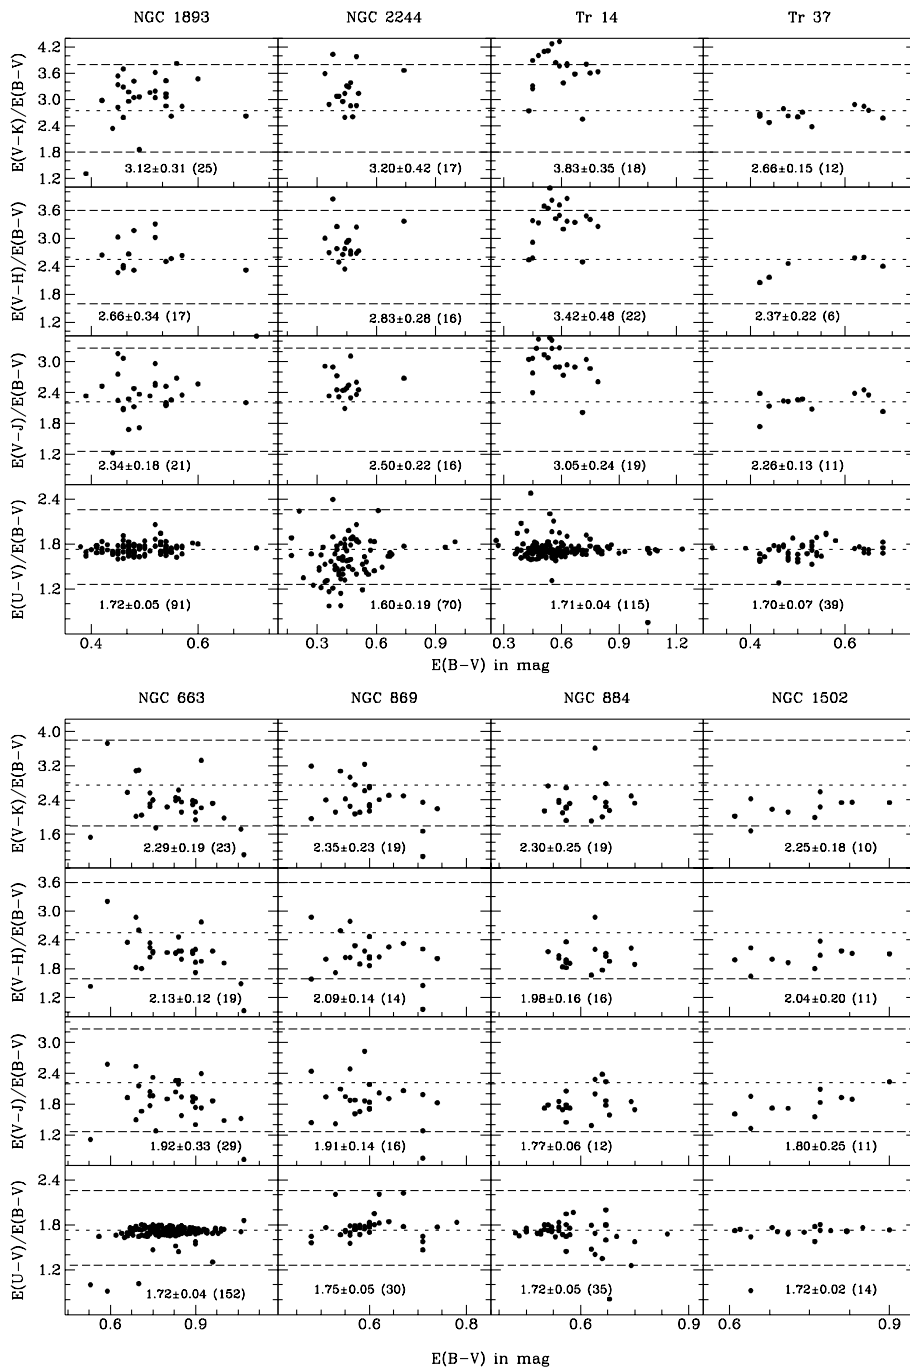 NGC 1893 NGC 2244 Tr 14 Tr 37
E(V−K)/E(B−V)
4.2
3.6
3.0
2.4
1.8
1.2
3.12±0.31 (25) 3.20±0.42 (17) 3.83±0.35 (18) 2.66±0.15 (12)
E(V−H)/E(B−V)
3.6
3.0
2.4
1.8
1.2
2.66±0.34 (17) 2.83±0.28 (16) 3.42±0.48 (22) 2.37±0.22 (6)
E(V−J)/E(B−V)
3.0
2.4
1.8
1.2
2.34±0.18 (21) 2.50±0.22 (16) 3.05±0.24 (19) 2.26±0.13 (11)
E(U−V)/E(B−V)
2.4
1.8
1.2
1.72±0.05 (91) 1.60±0.19 (70) 1.71±0.04 (115) 1.70±0.07 (39)
0.4 0.6 0.3 0.6 0.9 0.3 0.6 0.9 1.2 0.4 0.6
E(B−V) in mag
NGC 663 NGC 869 NGC 884 NGC 1502
E(V−K)/E(B−V)
4.0
3.2
2.4
1.6
2.29±0.19 (23) 2.35±0.23 (19) 2.30±0.25 (19) 2.25±0.18 (10)
E(V−H)/E(B−V)
3.6
3.0
2.4
1.8
1.2
2.13±0.12 (19) 2.09±0.14 (14) 1.98±0.16 (16) 2.04±0.20 (11)
E(V−J)/E(B−V)
3.0
2.4
1.8
1.2
1.92±0.33 (29) 1.91±0.14 (16) 1.77±0.06 (12) 1.80±0.25 (11)
E(U−V)/E(B−V)
2.4
1.8
1.2
1.72±0.04 (152) 1.75±0.05 (30) 1.72±0.05 (35) 1.72±0.02 (14)
0.6 0.9 0.6 0.8 0.6 0.9 0.6 0.9
E(B−V) in mag